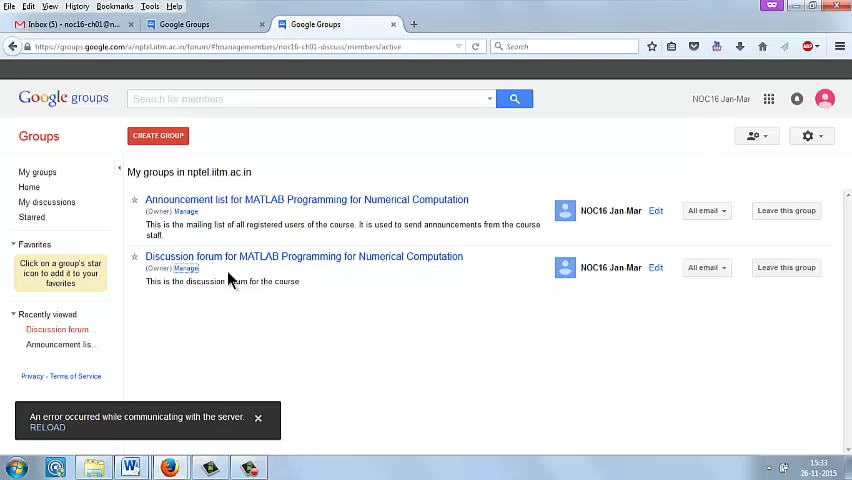 File Edit View History Bookmarks Tools Help
Inbox (5) - noc16-ch01@n... × Google Groups × Google Groups × +
https://groups.google.com/a/nptel.iitm.ac.in/forum/#!managemembers/noc16-ch01-discuss/members/active
Search
Google groups
Search for members
NOC16 Jan-Mar
Groups
CREATE GROUP
My groups
Home
My discussions
Starred
Favorites
Click on a group's star
icon to add it to your
favorites
Recently viewed
Discussion forum ...
Announcement lis...
Privacy - Terms of Service
My groups in nptel.iitm.ac.in
Announcement list for MATLAB Programming for Numerical Computation
(Owner) Manage
This is the mailing list of all registered users of the course. It is used to send announcements from the course
staff.
NOC16 Jan-Mar Edit
All email
Leave this group
Discussion forum for MATLAB Programming for Numerical Computation
(Owner) Manage
This is the discussion forum for the course
NOC16 Jan-Mar Edit
All email
Leave this group
An error occurred while communicating with the server. ×
RELOAD
15:33
26-11-2015